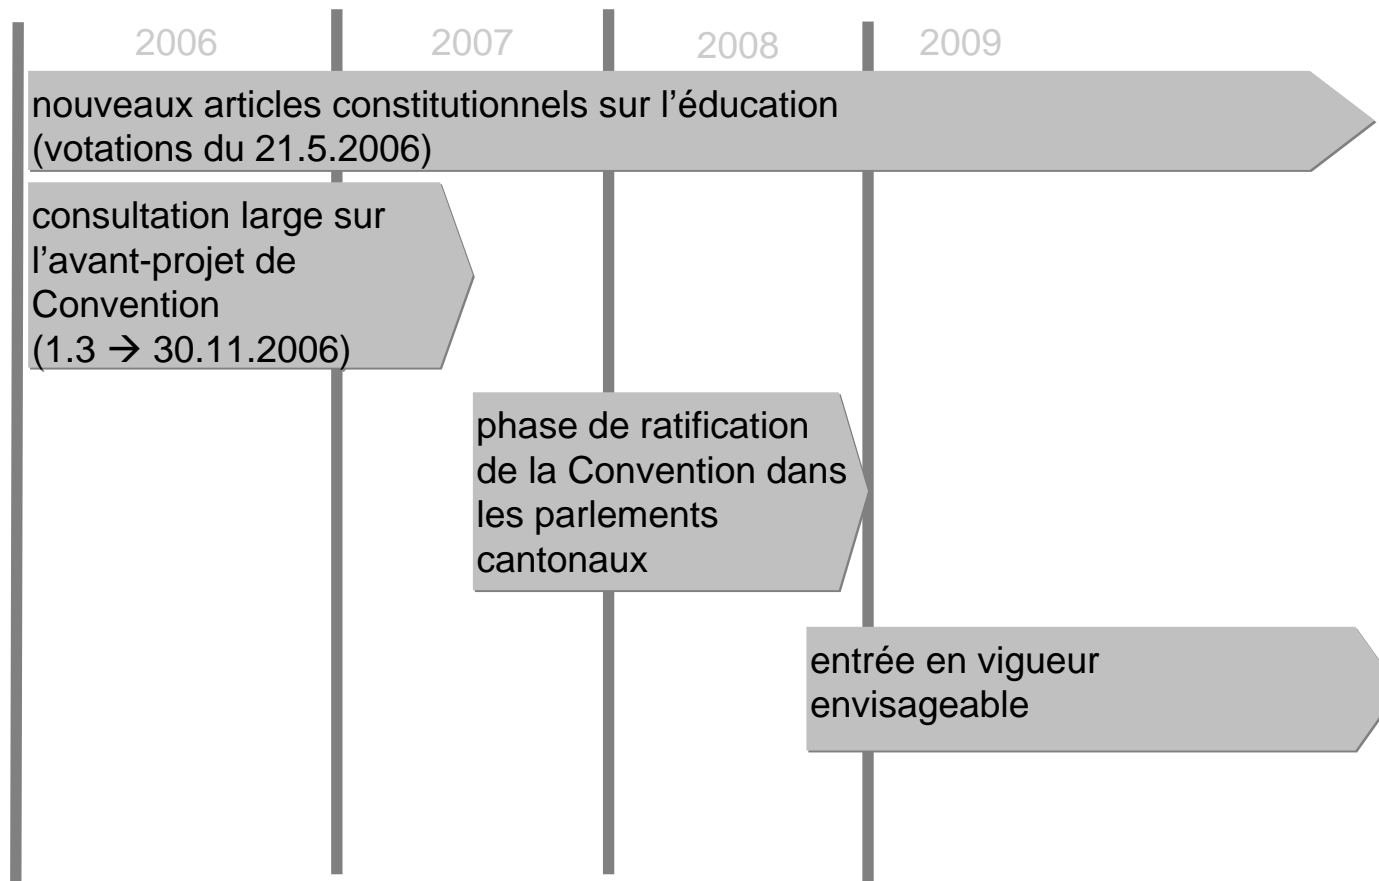 2006 2007 2008 2009
nouveaux articles constitutionnels sur l’éducation
(votations du 21.5.2006)
consultation large sur
l’avant-projet de
Convention
(1.3 → 30.11.2006)
phase de ratification
de la Convention dans
les parlements
cantonaux
entrée en vigueur
envisageable